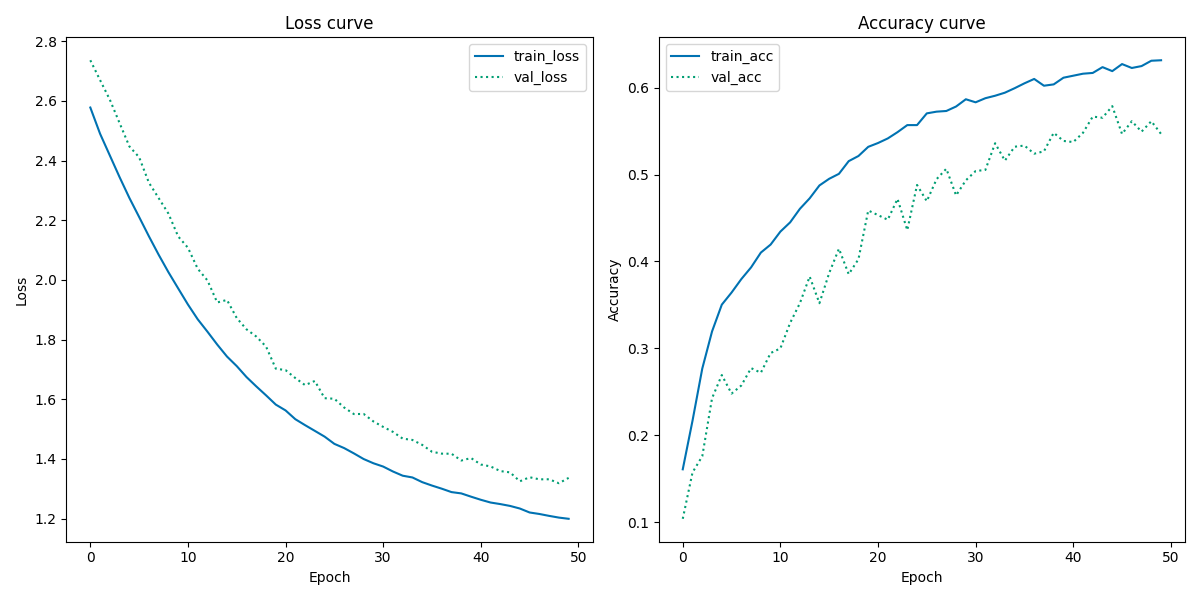 Loss curve
2.8
2.6
2.4
2.2
2.0
1.8
1.6
1.4
1.2
Loss
0 10 20 30 40 50
Epoch
train_loss
val_loss
Accuracy curve
0.6
0.5
0.4
0.3
0.2
0.1
Accuracy
0 10 20 30 40 50
Epoch
train_acc
val_acc